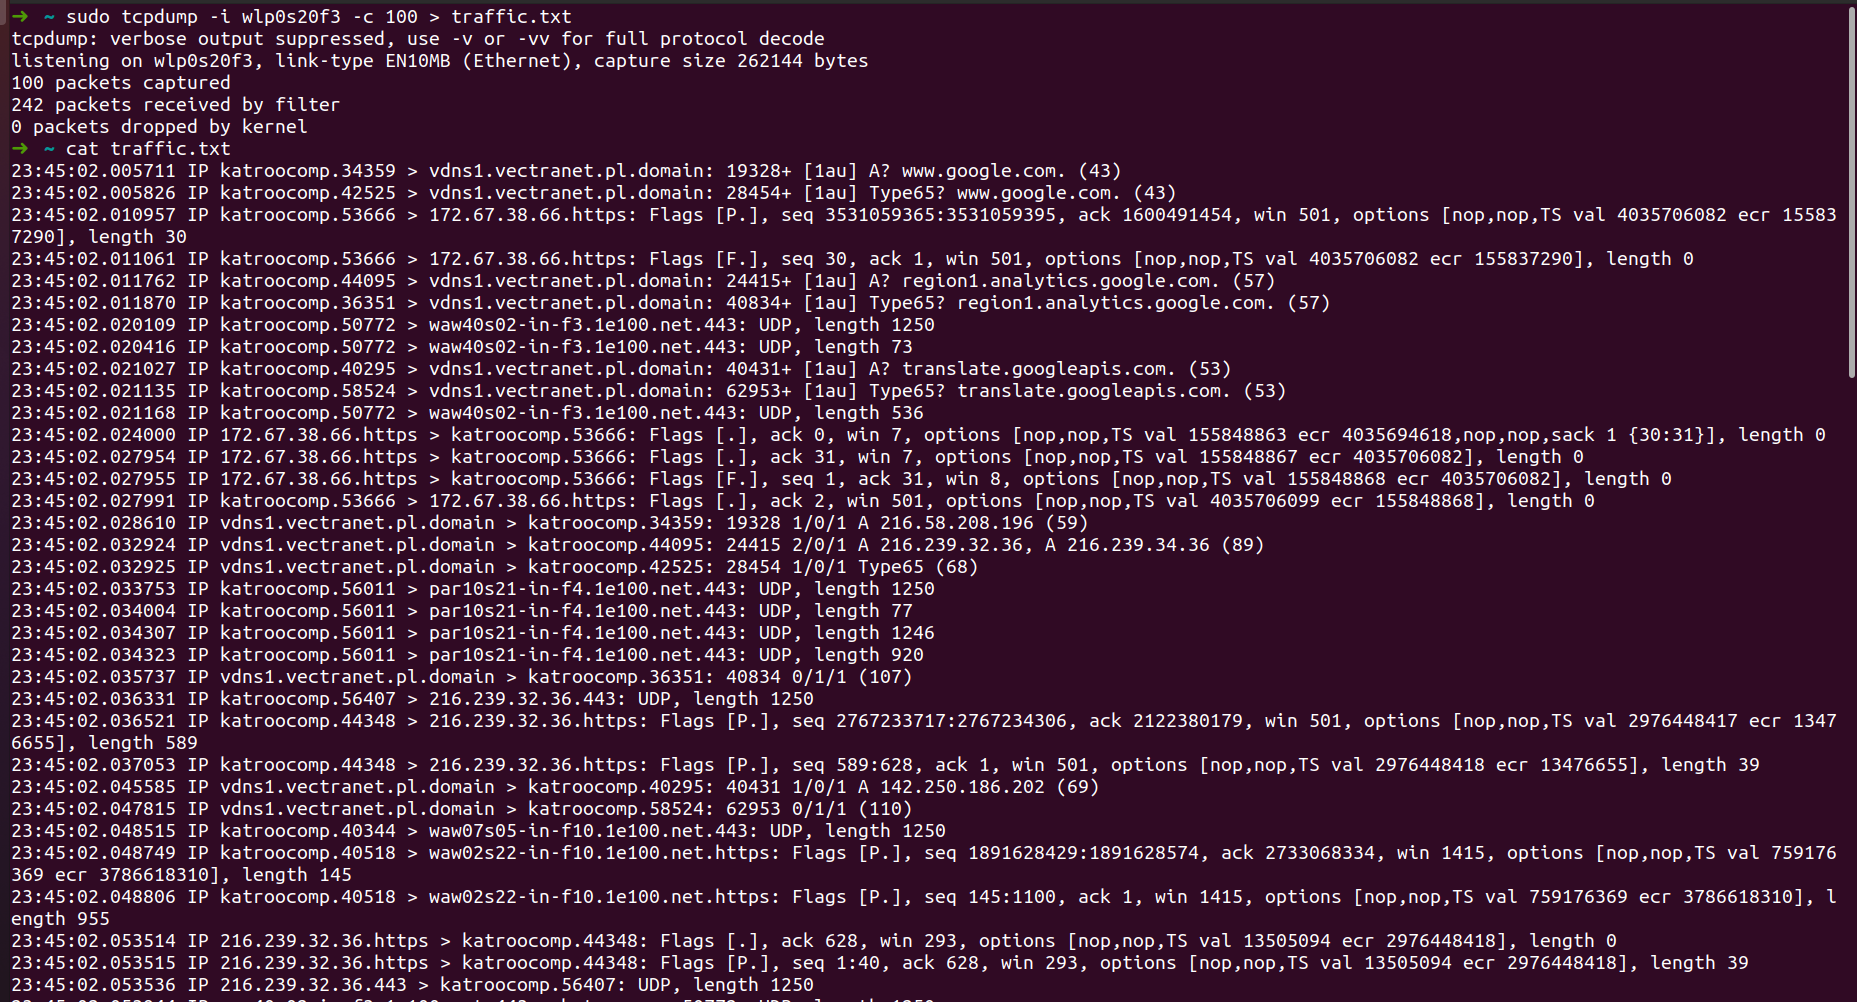 ➜ ~ sudo tcpdump -i wlp0s20f3 -c 100 > traffic.txt
tcpdump: verbose output suppressed, use -v or -vv for full protocol decode
listening on wlp0s20f3, link-type EN10MB (Ethernet), capture size 262144 bytes
100 packets captured
242 packets received by filter
0 packets dropped by kernel
➜ ~ cat traffic.txt
23:45:02.005711 IP katroocomp.34359 > vdns1.vectranet.pl.domain: 19328+ [1au] A? www.google.com. (43)
23:45:02.005826 IP katroocomp.42525 > vdns1.vectranet.pl.domain: 28454+ [1au] Type65? www.google.com. (43)
23:45:02.010957 IP katroocomp.53666 > 172.67.38.66.https: Flags [P.], seq 3531059365:3531059395, ack 1600491454, win 501, options [nop,nop,TS val 4035706082 ecr 15583
7290], length 30
23:45:02.011061 IP katroocomp.53666 > 172.67.38.66.https: Flags [F.], seq 30, ack 1, win 501, options [nop,nop,TS val 4035706082 ecr 155837290], length 0
23:45:02.011762 IP katroocomp.44095 > vdns1.vectranet.pl.domain: 24415+ [1au] A? region1.analytics.google.com. (57)
23:45:02.011870 IP katroocomp.36351 > vdns1.vectranet.pl.domain: 40834+ [1au] Type65? region1.analytics.google.com. (57)
23:45:02.020109 IP katroocomp.50772 > waw40s02-in-f3.1e100.net.443: UDP, length 1250
23:45:02.020416 IP katroocomp.50772 > waw40s02-in-f3.1e100.net.443: UDP, length 73
23:45:02.021027 IP katroocomp.40295 > vdns1.vectranet.pl.domain: 40431+ [1au] A? translate.googleapis.com. (53)
23:45:02.021135 IP katroocomp.58524 > vdns1.vectranet.pl.domain: 62953+ [1au] Type65? translate.googleapis.com. (53)
23:45:02.021168 IP katroocomp.50772 > waw40s02-in-f3.1e100.net.443: UDP, length 536
23:45:02.024000 IP 172.67.38.66.https > katroocomp.53666: Flags [.], ack 0, win 7, options [nop,nop,TS val 155848863 ecr 4035694618,nop,nop,sack 1 {30:31}], length 0
23:45:02.027954 IP 172.67.38.66.https > katroocomp.53666: Flags [.], ack 31, win 7, options [nop,nop,TS val 155848867 ecr 4035706082], length 0
23:45:02.027955 IP 172.67.38.66.https > katroocomp.53666: Flags [F.], seq 1, ack 31, win 8, options [nop,nop,TS val 155848868 ecr 4035706082], length 0
23:45:02.027991 IP katroocomp.53666 > 172.67.38.66.https: Flags [.], ack 2, win 501, options [nop,nop,TS val 4035706099 ecr 155848868], length 0
23:45:02.028610 IP vdns1.vectranet.pl.domain > katroocomp.34359: 19328 1/0/1 A 216.58.208.196 (59)
23:45:02.032924 IP vdns1.vectranet.pl.domain > katroocomp.44095: 24415 2/0/1 A 216.239.32.36, A 216.239.34.36 (89)
23:45:02.032925 IP vdns1.vectranet.pl.domain > katroocomp.42525: 28454 1/0/1 Type65 (68)
23:45:02.033753 IP katroocomp.56011 > par10s21-in-f4.1e100.net.443: UDP, length 1250
23:45:02.034004 IP katroocomp.56011 > par10s21-in-f4.1e100.net.443: UDP, length 77
23:45:02.034307 IP katroocomp.56011 > par10s21-in-f4.1e100.net.443: UDP, length 1246
23:45:02.034323 IP katroocomp.56011 > par10s21-in-f4.1e100.net.443: UDP, length 920
23:45:02.035737 IP vdns1.vectranet.pl.domain > katroocomp.36351: 40834 0/1/1 (107)
23:45:02.036331 IP katroocomp.56407 > 216.239.32.36.443: UDP, length 1250
23:45:02.036521 IP katroocomp.44348 > 216.239.32.36.https: Flags [P.], seq 2767233717:2767234306, ack 2122380179, win 501, options [nop,nop,TS val 2976448417 ecr 1347
6655], length 589
23:45:02.037053 IP katroocomp.44348 > 216.239.32.36.https: Flags [P.], seq 589:628, ack 1, win 501, options [nop,nop,TS val 2976448418 ecr 13476655], length 39
23:45:02.045585 IP vdns1.vectranet.pl.domain > katroocomp.40295: 40431 1/0/1 A 142.250.186.202 (69)
23:45:02.047815 IP vdns1.vectranet.pl.domain > katroocomp.58524: 62953 0/1/1 (110)
23:45:02.048515 IP katroocomp.40344 > waw07s05-in-f10.1e100.net.443: UDP, length 1250
23:45:02.048749 IP katroocomp.40518 > waw02s22-in-f10.1e100.net.https: Flags [P.], seq 1891628429:1891628574, ack 2733068334, win 1415, options [nop,nop,TS val 759176
369 ecr 3786618310], length 145
23:45:02.048806 IP katroocomp.40518 > waw02s22-in-f10.1e100.net.https: Flags [P.], seq 145:1100, ack 1, win 1415, options [nop,nop,TS val 759176369 ecr 3786618310], l
ength 955
23:45:02.053514 IP 216.239.32.36.https > katroocomp.44348: Flags [.], ack 628, win 293, options [nop,nop,TS val 13505094 ecr 2976448418], length 0
23:45:02.053515 IP 216.239.32.36.https > katroocomp.44348: Flags [P.], seq 1:40, ack 628, win 293, options [nop,nop,TS val 13505094 ecr 2976448418], length 39
23:45:02.053536 IP 216.239.32.36.443 > katroocomp.56407: UDP, length 1250